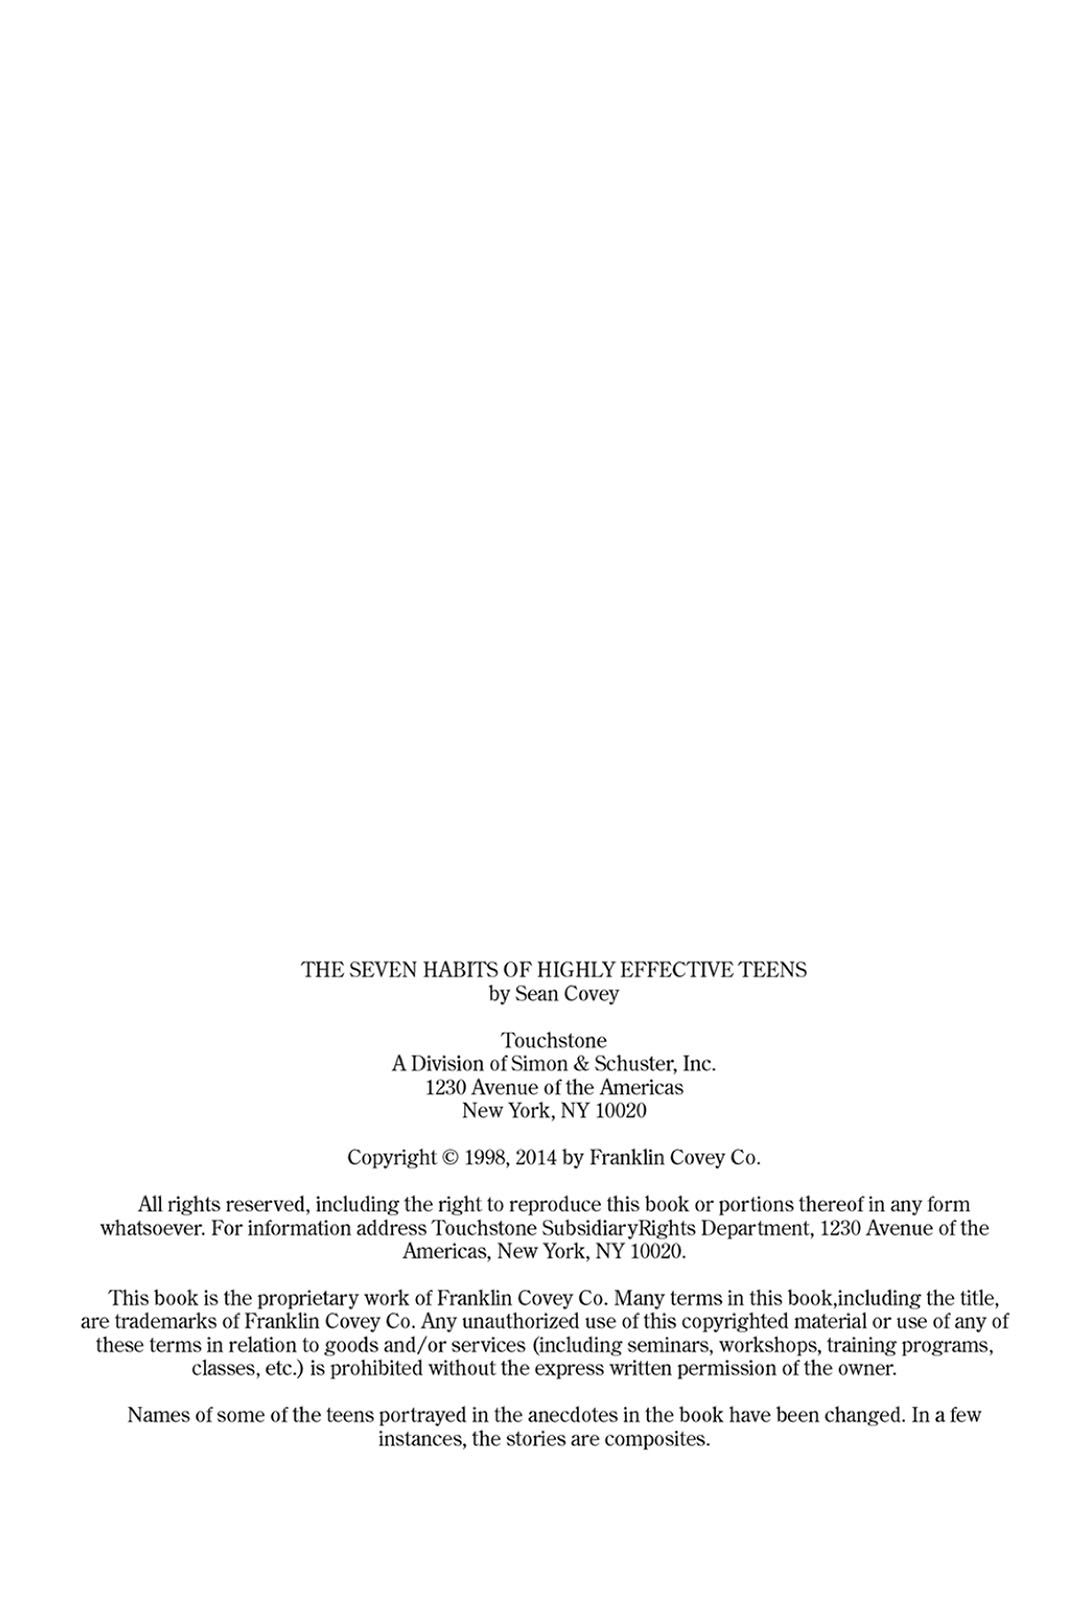 THE SEVEN HABITS OF HIGHLY EFFECTIVE TEENS
by Sean Covey
Touchstone
A Division of Simon & Schuster, Inc.
1230 Avenue of the Americas
New York, NY 10020
Copyright © 1998, 2014 by Franklin Covey Co.
All rights reserved, including the right to reproduce this book or portions thereof in any form
whatsoever. For information address Touchstone SubsidiaryRights Department, 1230 Avenue of the
Americas, New York, NY 10020.
This book is the proprietary work of Franklin Covey Co. Many terms in this book,including the title,
are trademarks of Franklin Covey Co. Any unauthorized use of this copyrighted material or use of any of
these terms in relation to goods and/or services (including seminars, workshops, training programs,
classes, etc.) is prohibited without the express written permission of the owner.
Names of some of the teens portrayed in the anecdotes in the book have been changed. In a few
instances, the stories are composites.